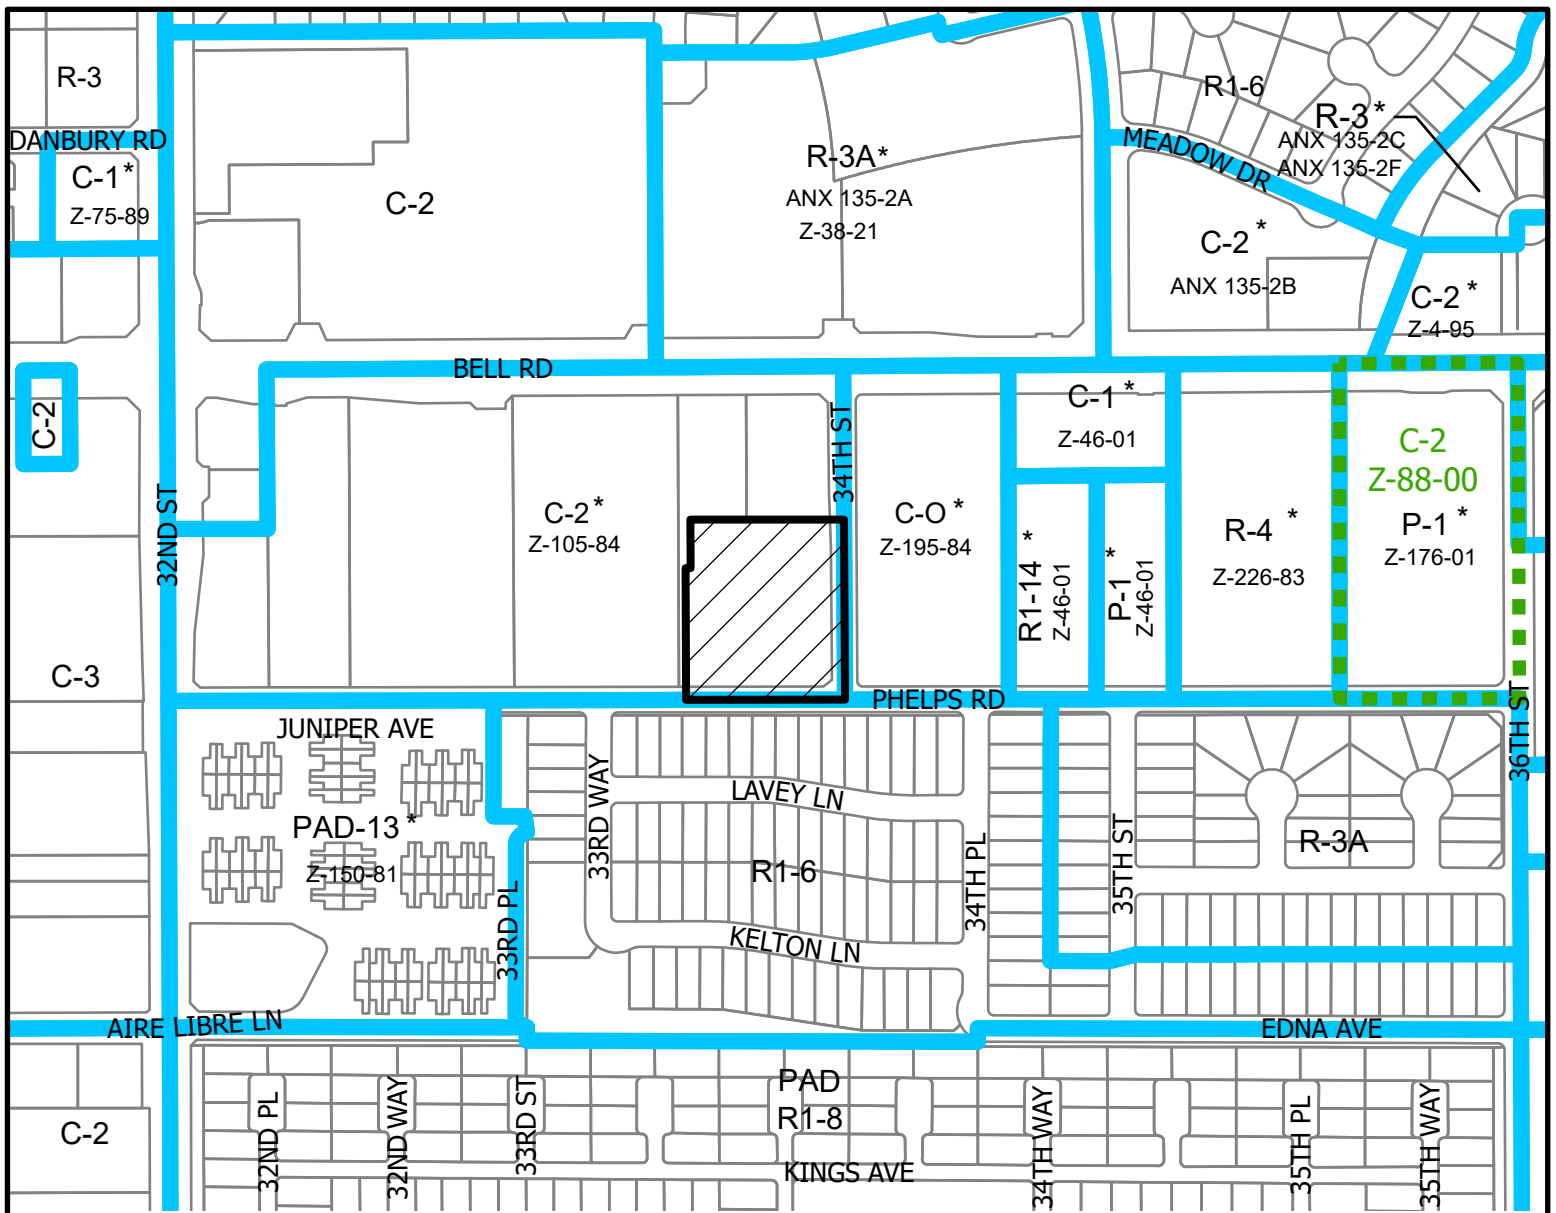 R-3
DANBURY RD
C-1 *
Z-75-89
C-2
R-3A*
ANX 135-2A
Z-38-21
R1-6
R-3 *
ANX 135-2C
ANX 135-2F
MEADOW DR
C-2 *
ANX 135-2B
C-2 *
Z-4-95
BELL RD
C-2
32ND ST
C-2 *
Z-105-84
34TH ST
C-O *
Z-195-84
C-1 *
Z-46-01
R1-14 *
Z-46-01
P-1 *
Z-46-01
R-4 *
Z-226-83
C-2
Z-88-00
P-1 *
Z-176-01
C-3
PHELPS RD
36TH ST
JUNIPER AVE
PAD-13 *
Z-150-81
33RD PL
33RD WAY
LAVEY LN
R1-6
KELTON LN
34TH PL
35TH ST
R-3A
AIRE LIBRE LN
EDNA AVE
C-2
32ND PL
32ND WAY
33RD ST
PAD
R1-8
KINGS AVE
34TH WAY
35TH PL
35TH WAY